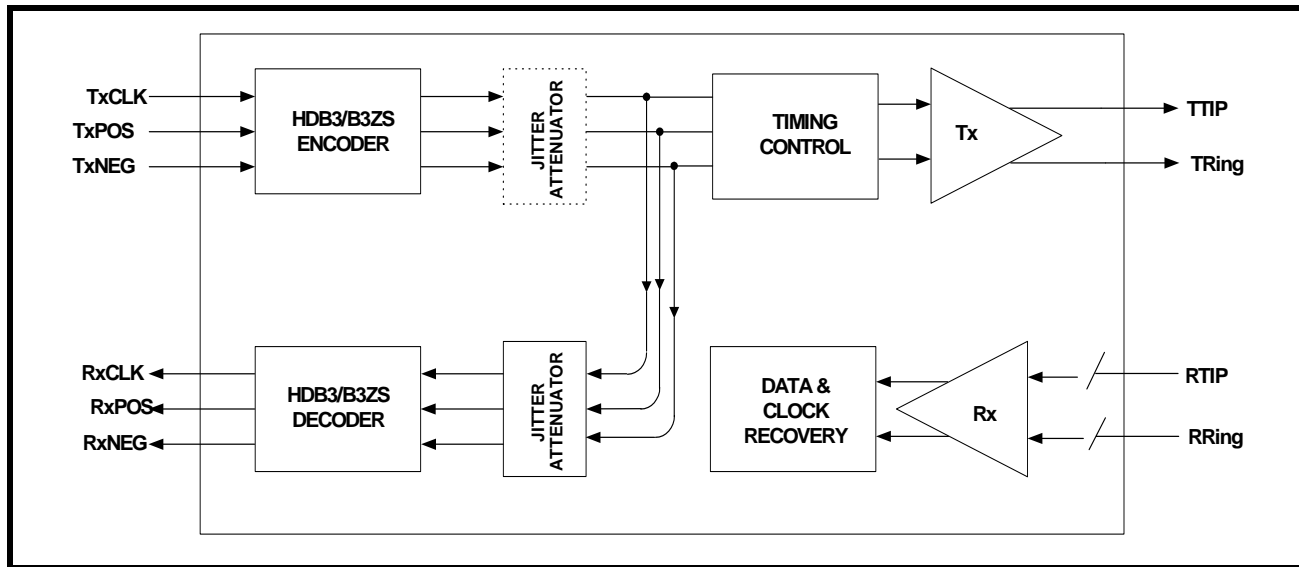 TxCLK
TxPOS
TxNEG
HDB3/B3ZS
ENCODER
JITTER
ATTENUATOR
TIMING
CONTROL
Tx
TTIP
TRing
RxCLK
RxPOS
RxNEG
HDB3/B3ZS
DECODER
JITTER
ATTENUATOR
DATA &
CLOCK
RECOVERY
Rx
RTIP
RRing